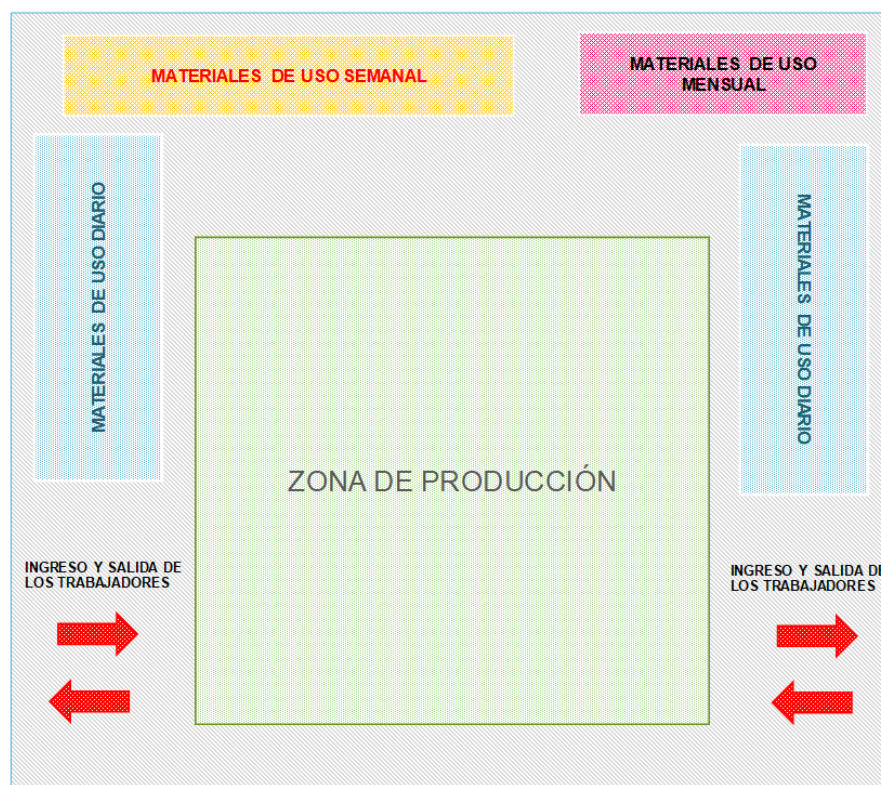 MATERIALES DE USO SEMANAL
MATERIALES DE USO
MENSUAL
MATERIALES DE USO DIARIO
MATERIALES DE USO DIARIO
ZONA DE PRODUCCIÓN
INGRESO Y SALIDA DE
LOS TRABAJADORES
INGRESO Y SALIDA DE
LOS TRABAJADORES